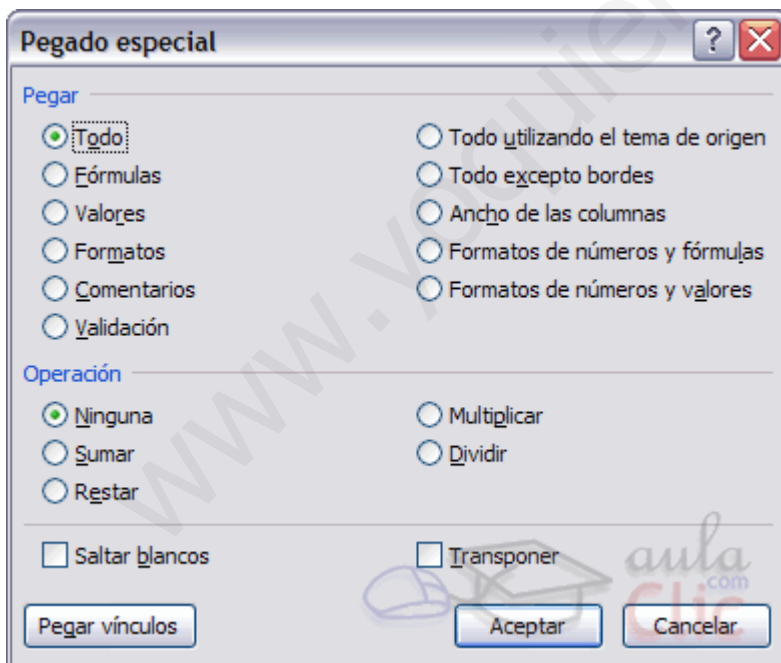 Pegado especial
Pegar
Todo
Todo utilizando el tema de origen
Fórmulas
Todo excepto bordes
Valores
Ancho de las columnas
Formatos
Formatos de números y fórmulas
Comentarios
Formatos de números y valores
Validación
Operación
Ninguna
Multiplicar
Sumar
Dividir
Restar
Saltar blancos
Transponer
aula
Clic
.com
Pegar vínculos
Aceptar
Cancelar